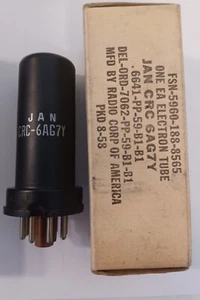 JAN
CRC-6AG7Y
FSN-5960-188-8565
ONE EA ELECTRON TUBE
JAN CRC 6AG7Y
.6641-PP-59-B1-B1
DEL-ORD-7062-PP-59-B1-B1
MFD BY RADIO CORP OF AMERICA
PKD 8-58